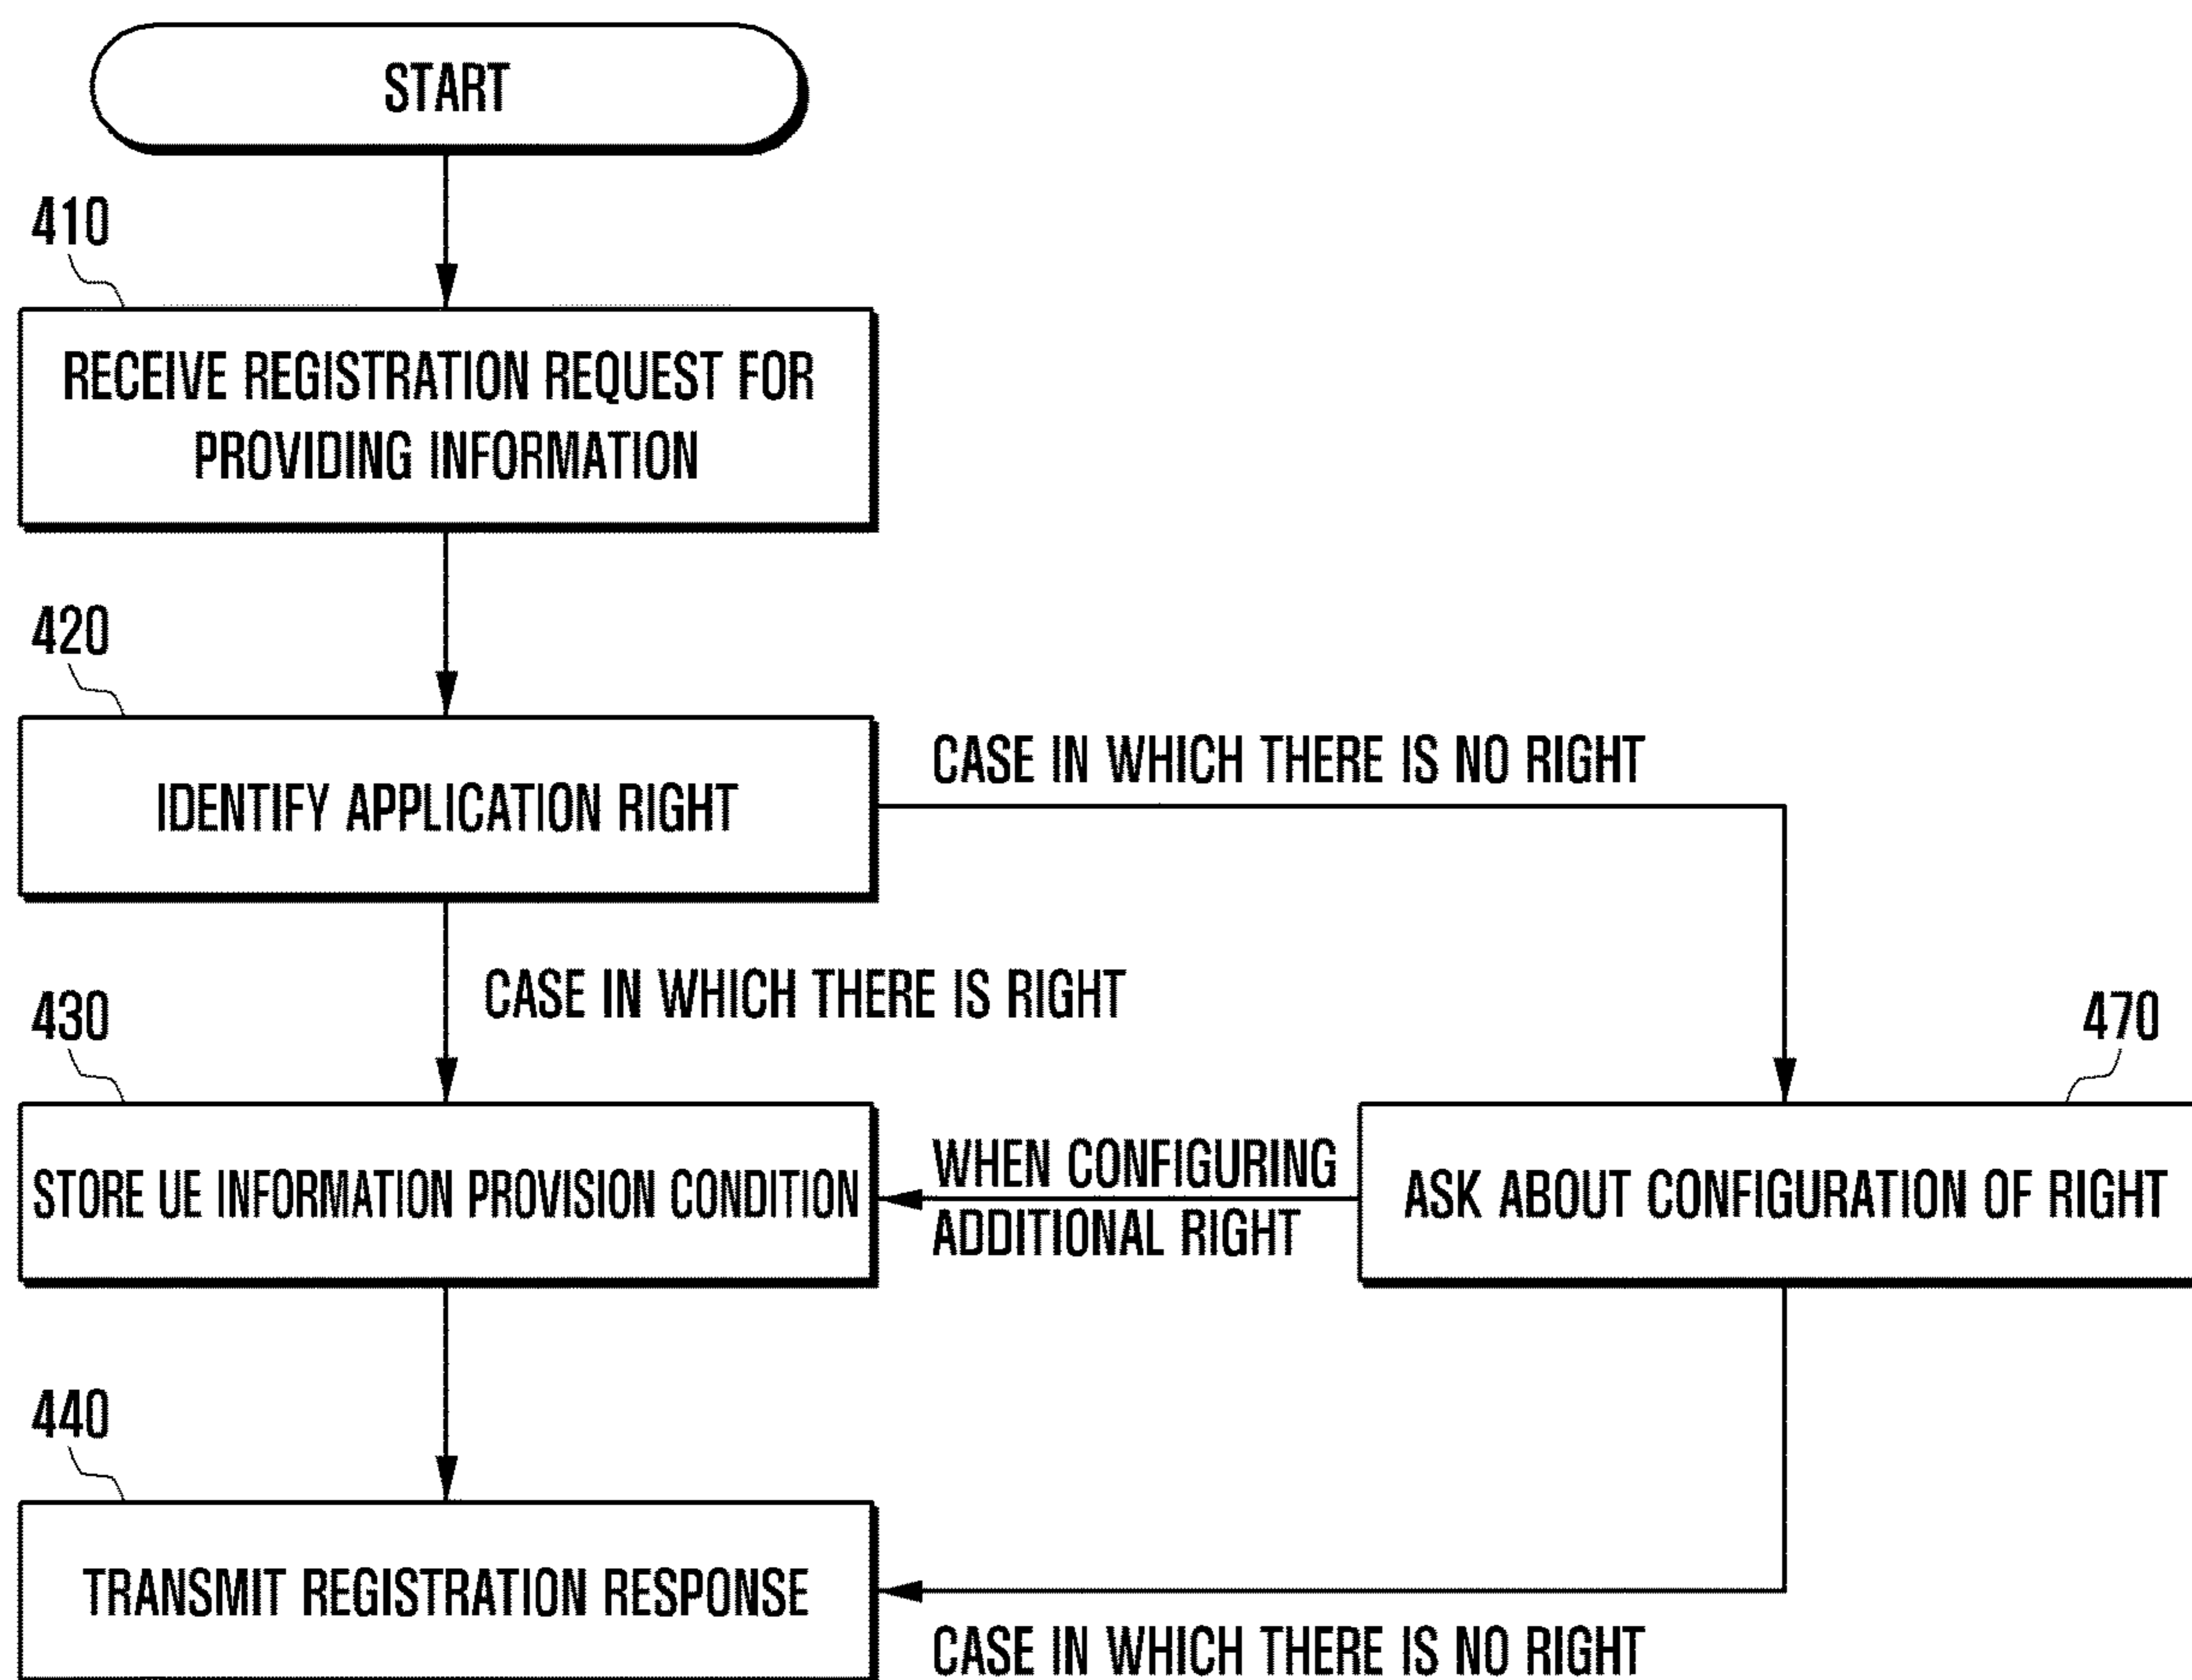 START
410
RECEIVE REGISTRATION REQUEST FOR
PROVIDING INFORMATION
420
IDENTIFY APPLICATION RIGHT
CASE IN WHICH THERE IS NO RIGHT
CASE IN WHICH THERE IS RIGHT
430
STORE UE INFORMATION PROVISION CONDITION
WHEN CONFIGURING
ADDITIONAL RIGHT
470
ASK ABOUT CONFIGURATION OF RIGHT
440
TRANSMIT REGISTRATION RESPONSE
CASE IN WHICH THERE IS NO RIGHT